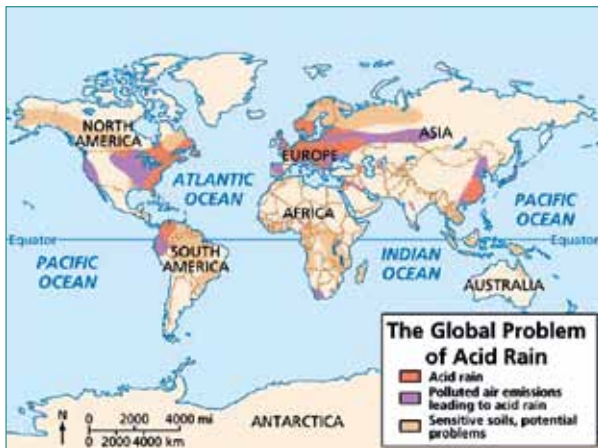 NORTH
AMERICA
ATLANTIC
OCEAN
EUROPE
ASIA
AFRICA
PACIFIC
OCEAN
Equator
Equator
PACIFIC
OCEAN
SOUTH
AMERICA
INDIAN
OCEAN
AUSTRALIA
The Global Problem
of Acid Rain
Acid rain
Polluted air emissions
leading to acid rain
Sensitive soils, potential
problems
N
0 2000 4000 mi
0 2000 4000 km
ANTARCTICA